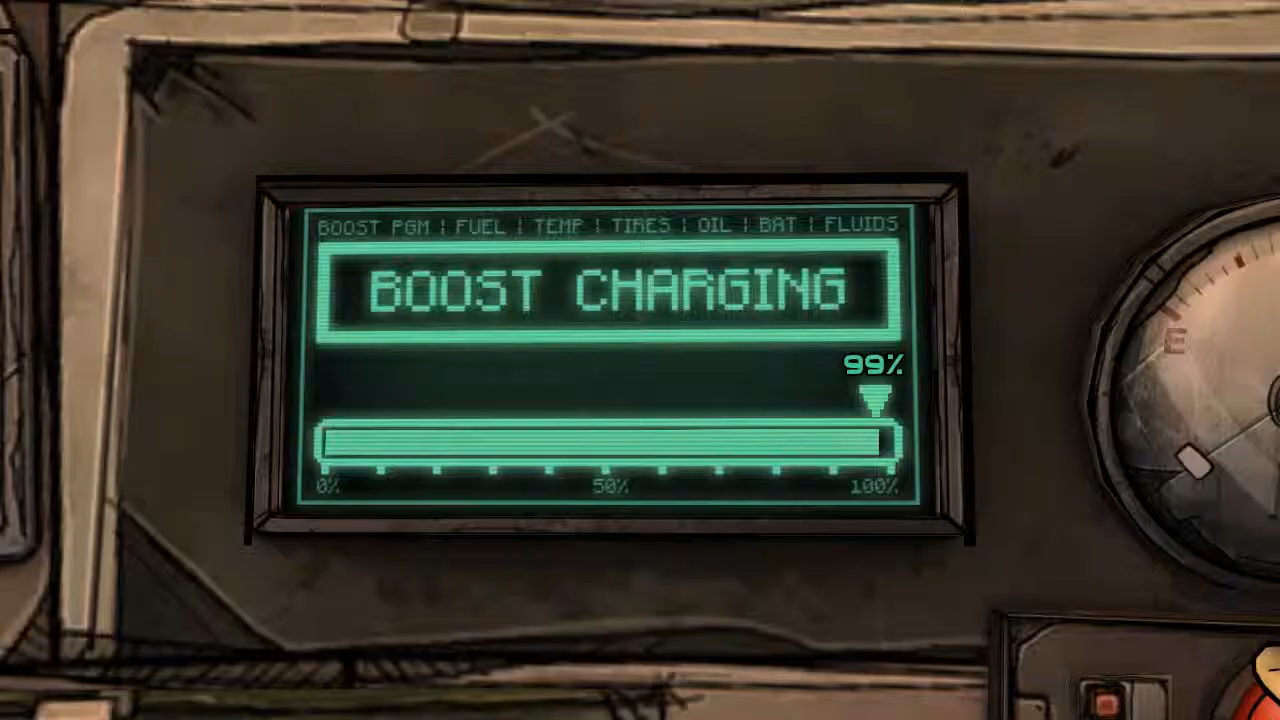 BOOST PGM | FUEL | TEMP | TIRES | OIL | BAT | FLUIDS
BOOST CHARGING
99%
0% 50% 100%
E